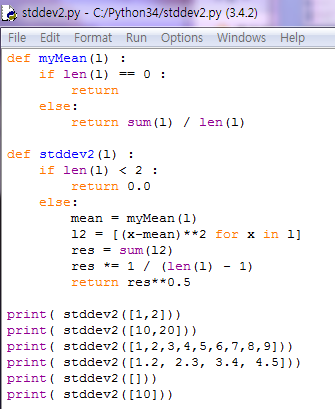 stddev2.py - C:/Python34/stddev2.py (3.4.2)
File Edit Format Run Options Windows Help
def myMean(l) :
    if len(l) == 0 :
        return
    else:
        return sum(l) / len(l)

def stddev2(l) :
    if len(l) < 2 :
        return 0.0
    else:
        mean = myMean(l)
        l2 = [(x-mean)**2 for x in l]
        res = sum(l2)
        res *= 1 / (len(l) - 1)
        return res**0.5

print( stddev2([1,2]))
print( stddev2([10,20]))
print( stddev2([1,2,3,4,5,6,7,8,9]))
print( stddev2([1.2, 2.3, 3.4, 4.5]))
print( stddev2([]))
print( stddev2([10]))